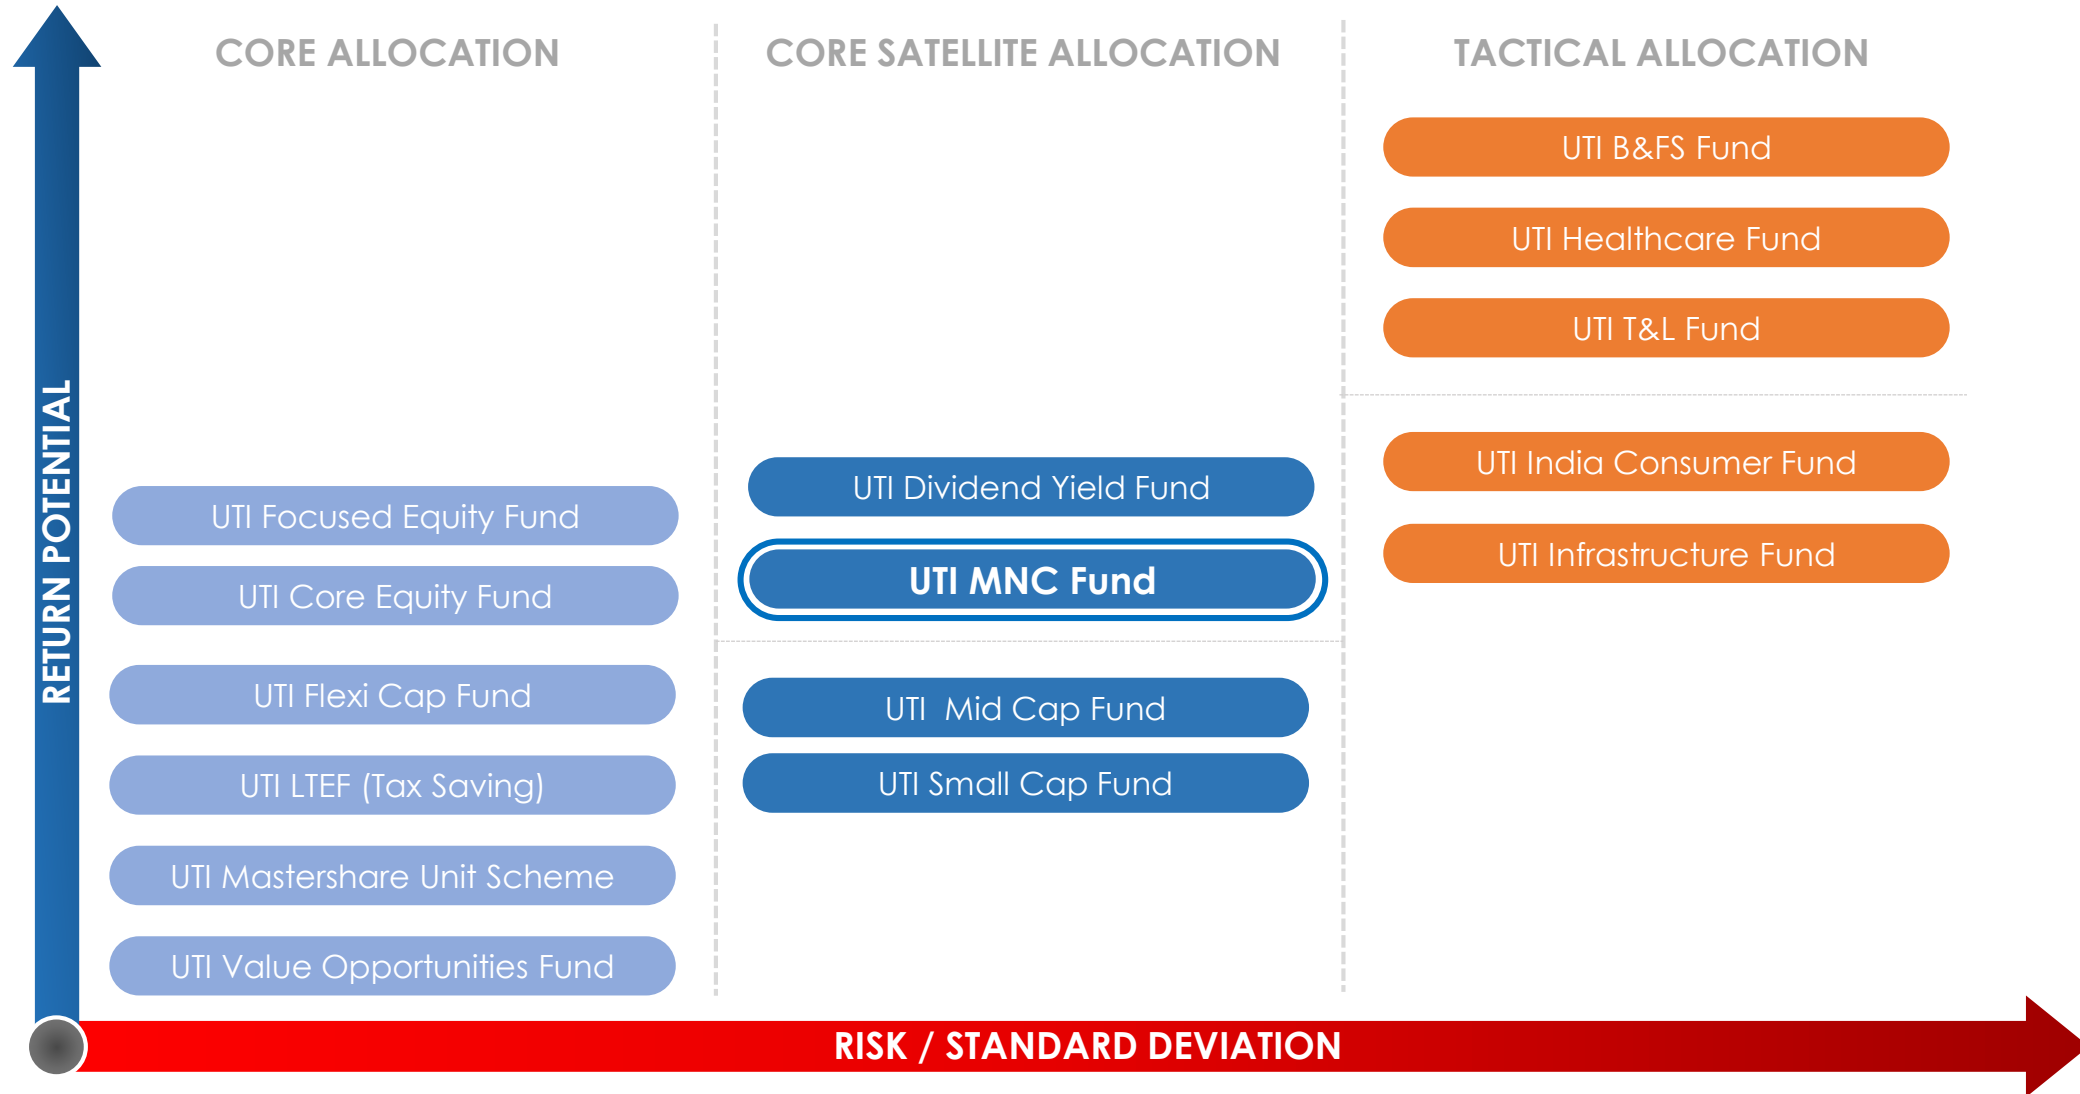 CORE ALLOCATION
CORE SATELLITE ALLOCATION
TACTICAL ALLOCATION
RETURN POTENTIAL
UTI Focused Equity Fund
UTI Core Equity Fund
UTI Flexi Cap Fund
UTI LTEF (Tax Saving)
UTI Mastershare Unit Scheme
UTI Value Opportunities Fund
UTI Dividend Yield Fund
UTI MNC Fund
UTI Mid Cap Fund
UTI Small Cap Fund
UTI B&FS Fund
UTI Healthcare Fund
UTI T&L Fund
UTI India Consumer Fund
UTI Infrastructure Fund
RISK / STANDARD DEVIATION